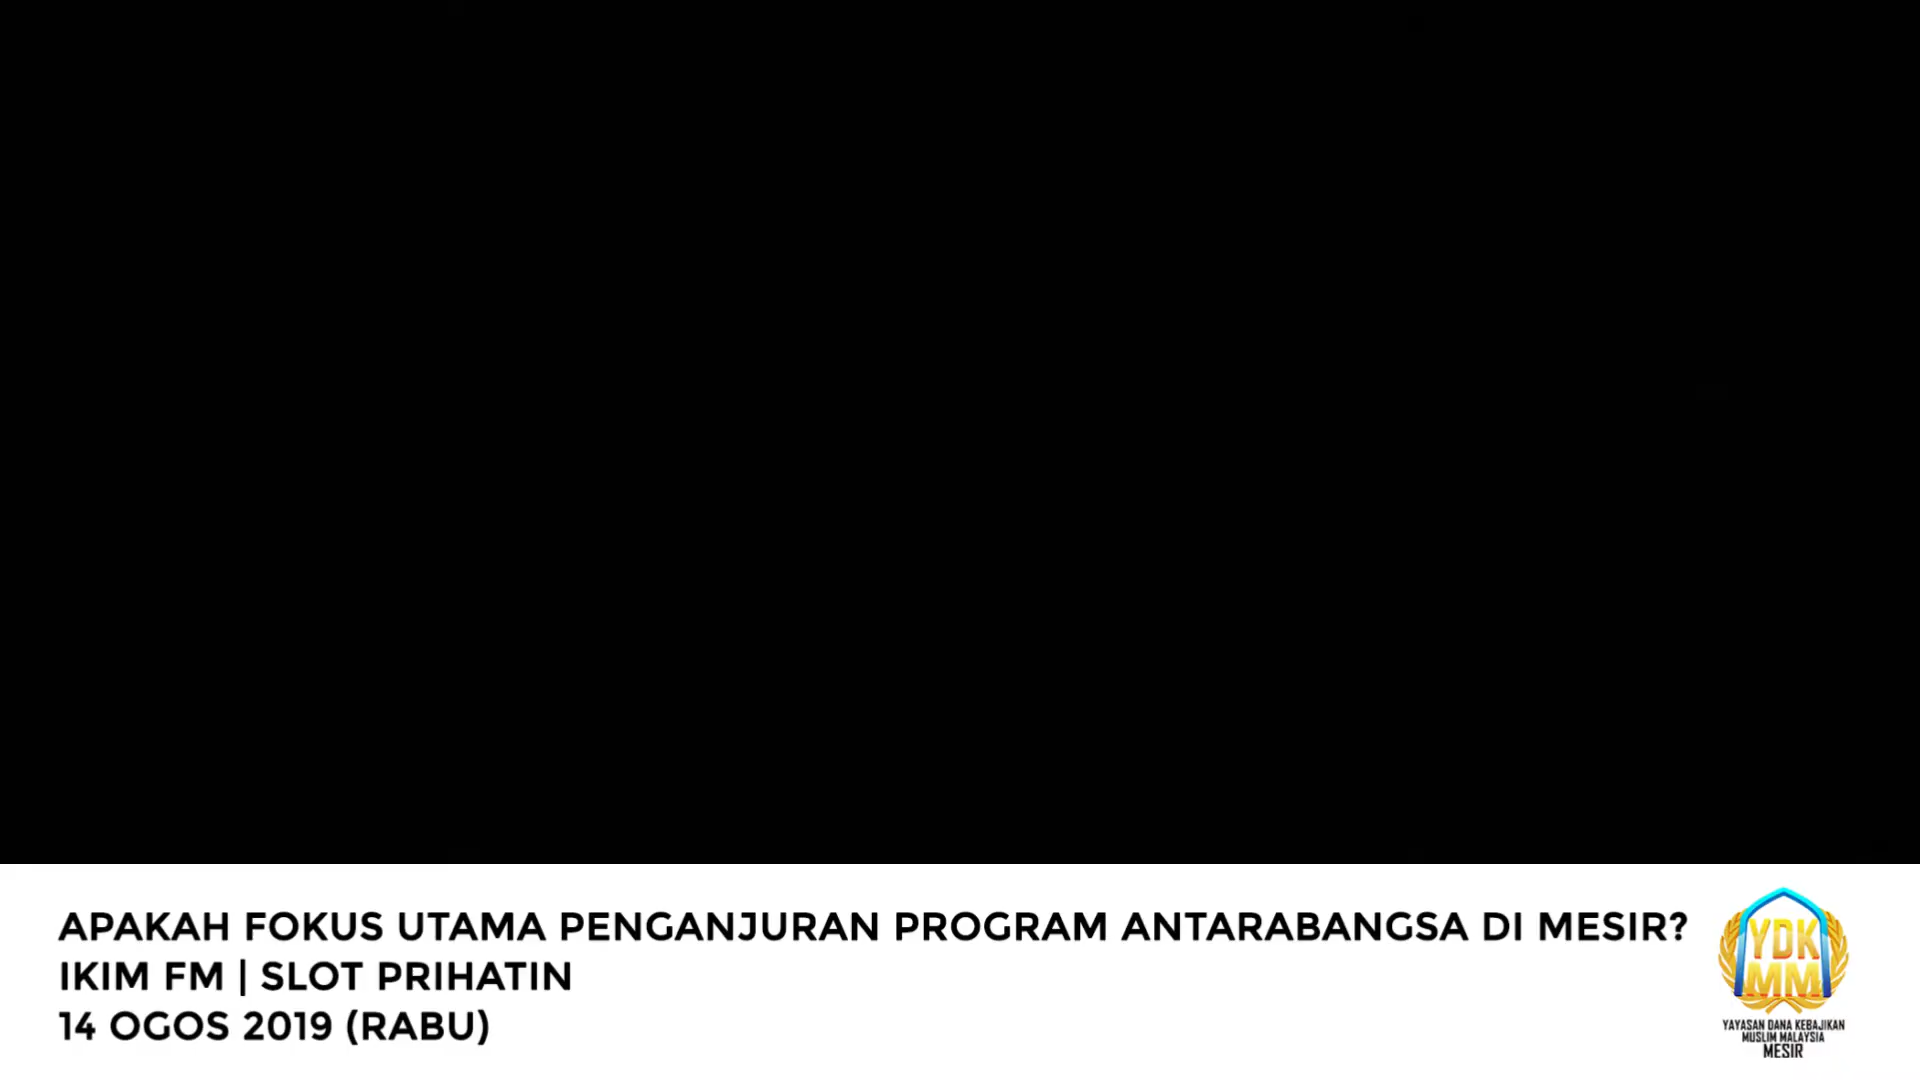 APAKAH FOKUS UTAMA PENGANJURAN PROGRAM ANTARABANGSA DI MESIR?
IKIM FM | SLOT PRIHATIN
14 OGOS 2019 (RABU)
YDK
MM
YAYASAN DANA KEBAJIKAN
MUSLIM MALAYSIA
MESIR